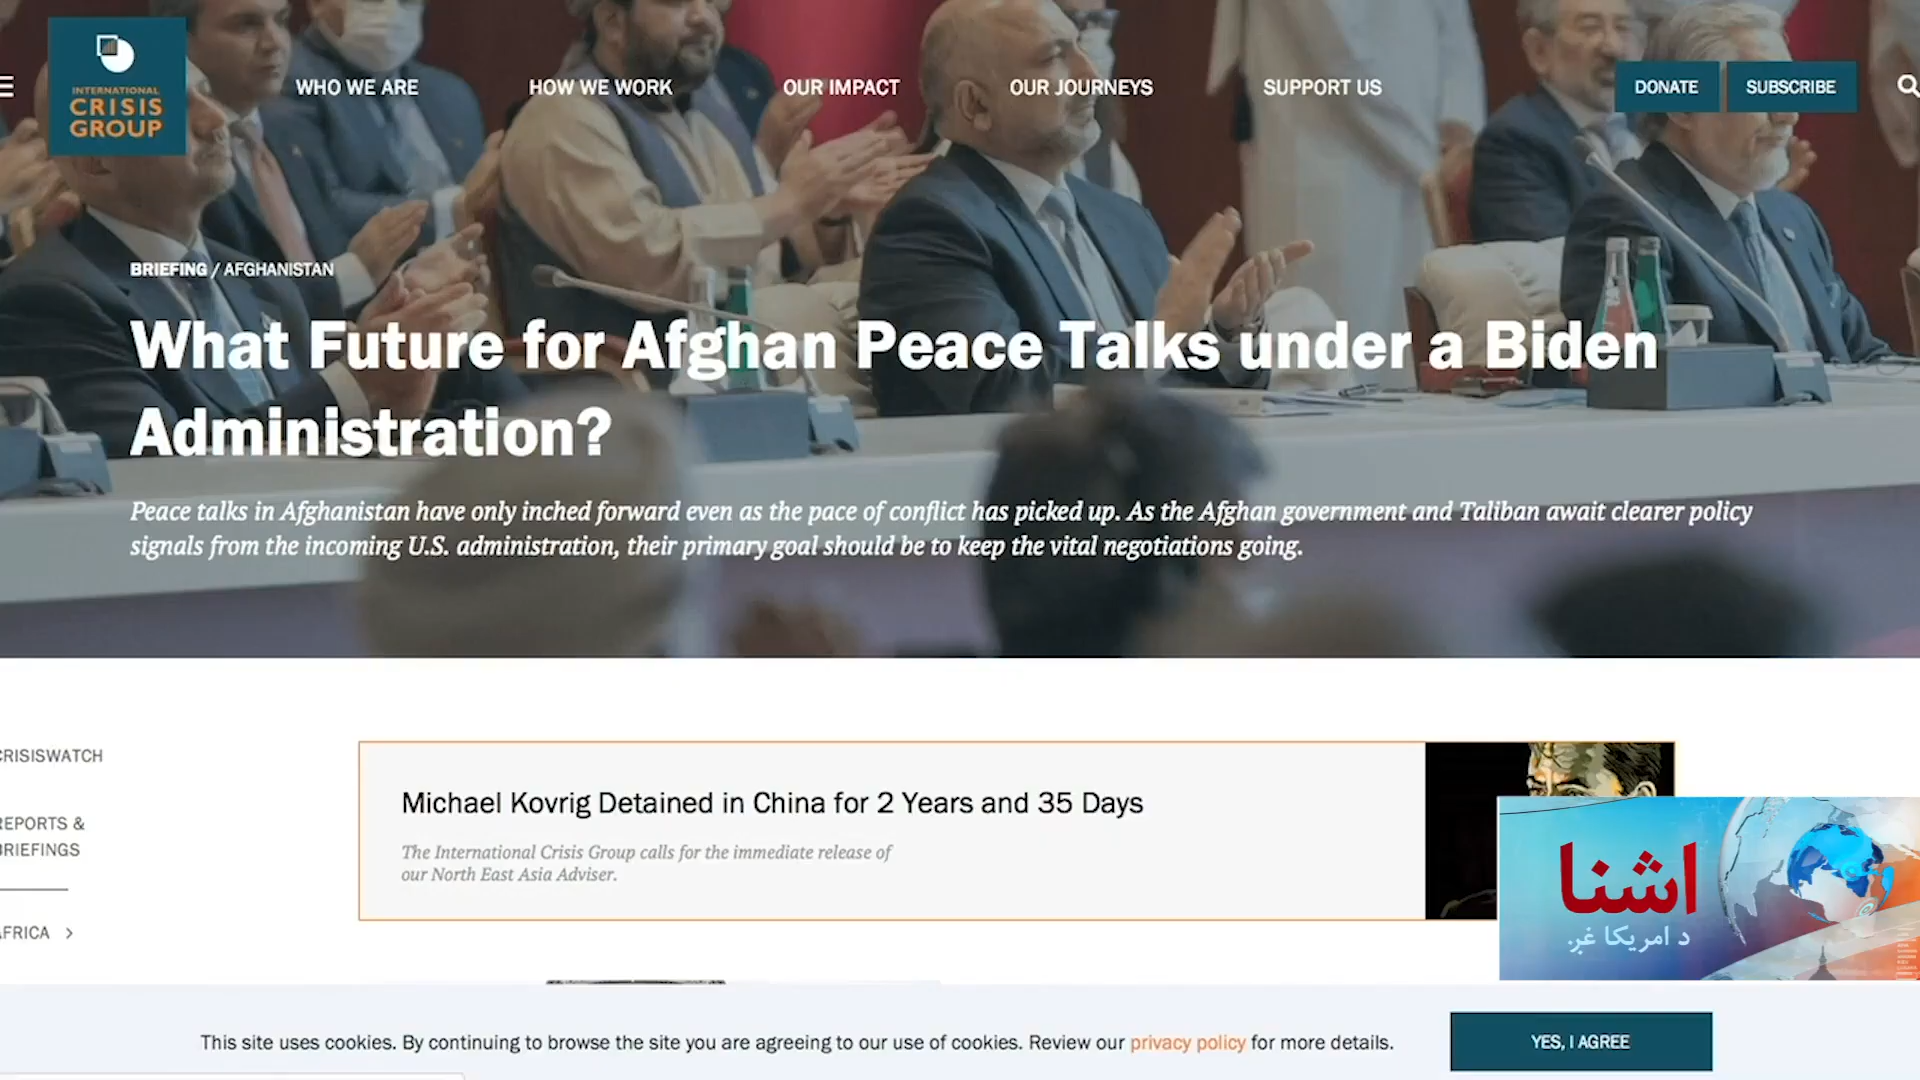 INTERNATIONAL
CRISIS
GROUP
WHO WE ARE
HOW WE WORK
OUR IMPACT
OUR JOURNEYS
SUPPORT US
DONATE
SUBSCRIBE
BRIEFING / AFGHANISTAN
What Future for Afghan Peace Talks under a Biden
Administration?
Peace talks in Afghanistan have only inched forward even as the pace of conflict has picked up. As the Afghan government and Taliban await clearer policy
signals from the incoming U.S. administration, their primary goal should be to keep the vital negotiations going.
CRISISWATCH
REPORTS &
BRIEFINGS
AFRICA
Michael Kovrig Detained in China for 2 Years and 35 Days
The International Crisis Group calls for the immediate release of
our North East Asia Adviser.
اشنا
د امریکا غږ
This site uses cookies. By continuing to browse the site you are agreeing to our use of cookies. Review our privacy policy for more details.
YES, I AGREE